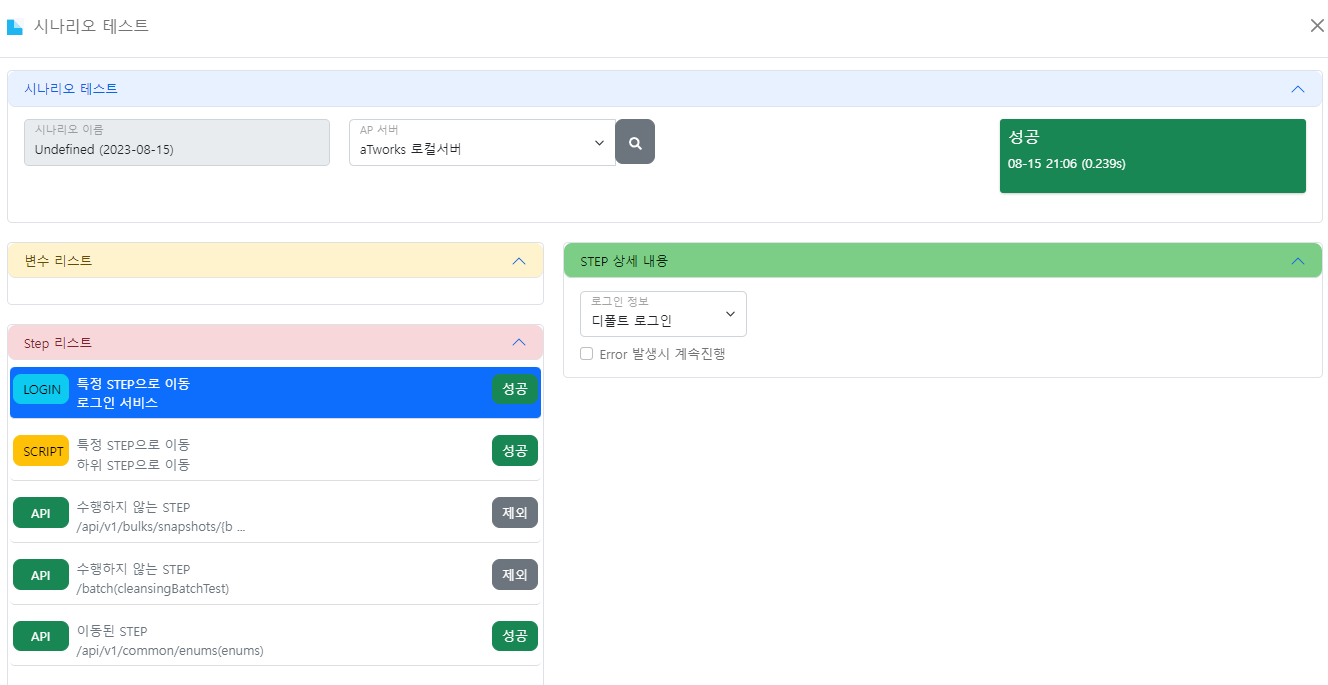 시나리오 테스트
시나리오 테스트
시나리오 이름
Undefined (2023-08-15)
AP 서버
aTworks 로컬서버
성공
08-15 21:06 (0.239s)
변수 리스트
Step 리스트
LOGIN
특정 STEP으로 이동
로그인 서비스
성공
SCRIPT
특정 STEP으로 이동
하위 STEP으로 이동
성공
API
수행하지 않는 STEP
/api/v1/bulks/snapshots/{b ...
제외
API
수행하지 않는 STEP
/batch(cleansingBatchTest)
제외
API
이동된 STEP
/api/v1/common/enums(enums)
성공
STEP 상세 내용
로그인 정보
디폴트 로그인
Error 발생시 계속진행